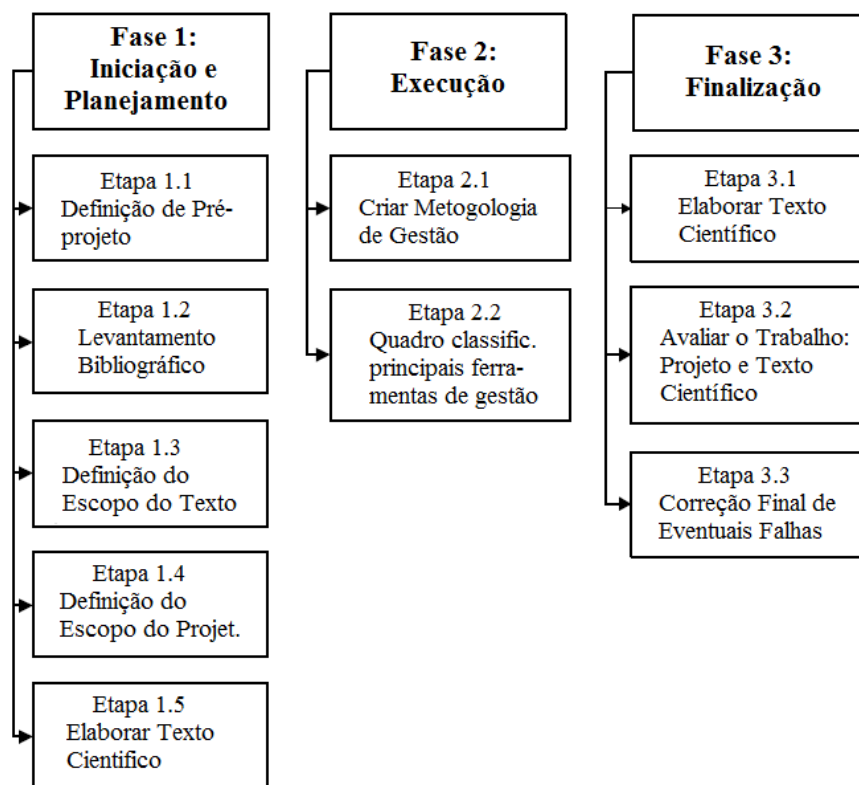 Fase 1:
Iniciação e
Planejamento
Etapa 1.1
Definição de Pré-
projeto
Etapa 1.2
Levantamento
Bibliográfico
Etapa 1.3
Definição do
Escopo do Texto
Etapa 1.4
Definição do
Escopo do Projet.
Etapa 1.5
Elaborar Texto
Cientifico
Fase 2:
Execução
Etapa 2.1
Criar Metogologia
de Gestão
Etapa 2.2
Quadro classific.
principais ferra-
mentas de gestão
Fase 3:
Finalização
Etapa 3.1
Elaborar Texto
Científico
Etapa 3.2
Avaliar o Trabalho:
Projeto e Texto
Científico
Etapa 3.3
Correção Final de
Eventuais Falhas